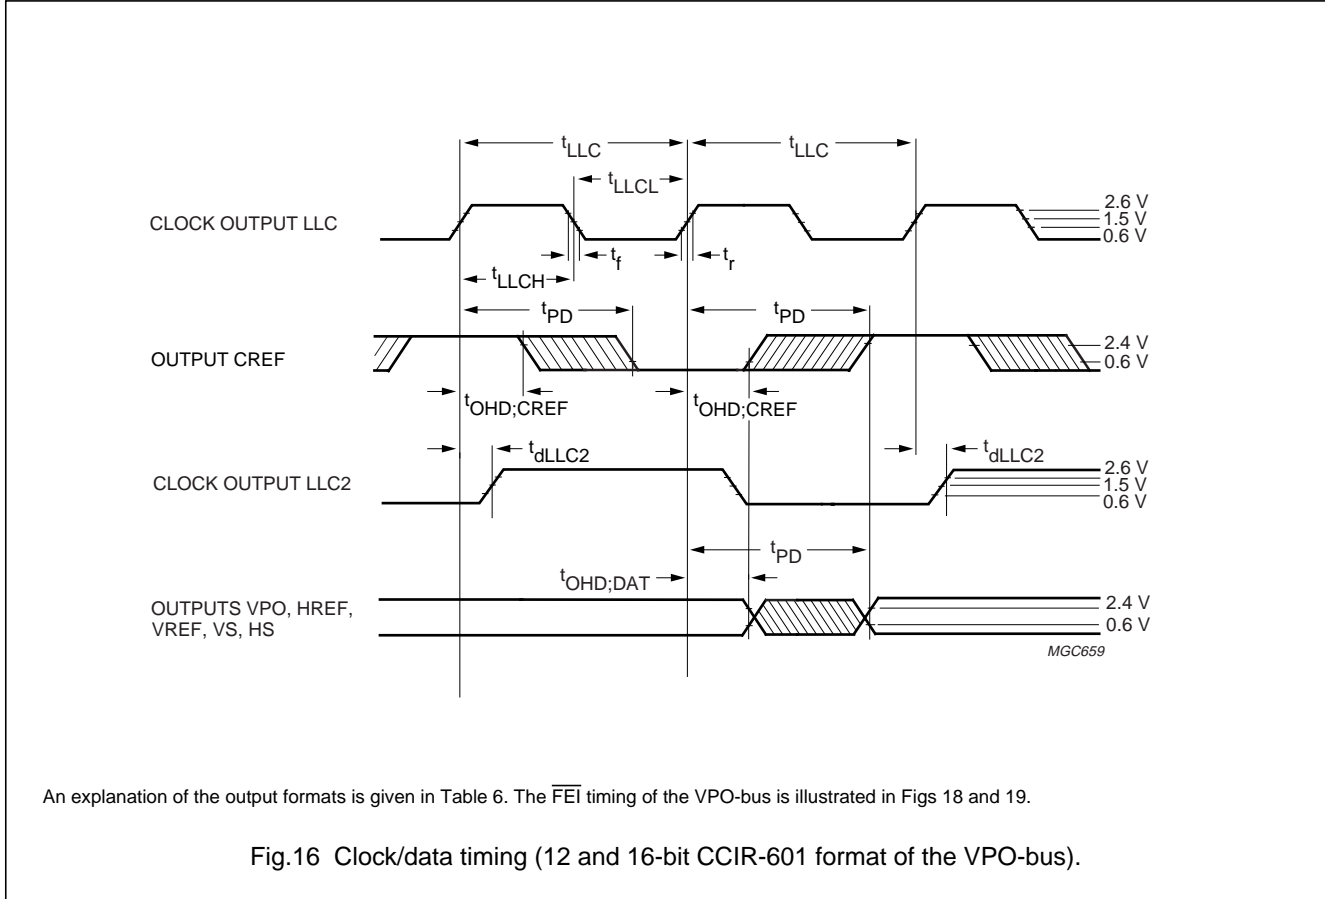 tLLC tLLC
tLLCL
CLOCK OUTPUT LLC
2.6 V
1.5 V
0.6 V
tf tr
tLLCH
tPD tPD
OUTPUT CREF
2.4 V
0.6 V
tOHD;CREF tOHD;CREF
tdLLC2 tdLLC2
CLOCK OUTPUT LLC2
2.6 V
1.5 V
0.6 V
tPD
tOHD;DAT
OUTPUTS VPO, HREF,
VREF, VS, HS
2.4 V
0.6 V
MGC659
An explanation of the output formats is given in Table 6. The F̅E̅I̅ timing of the VPO-bus is illustrated in Figs 18 and 19.
Fig.16 Clock/data timing (12 and 16-bit CCIR-601 format of the VPO-bus).